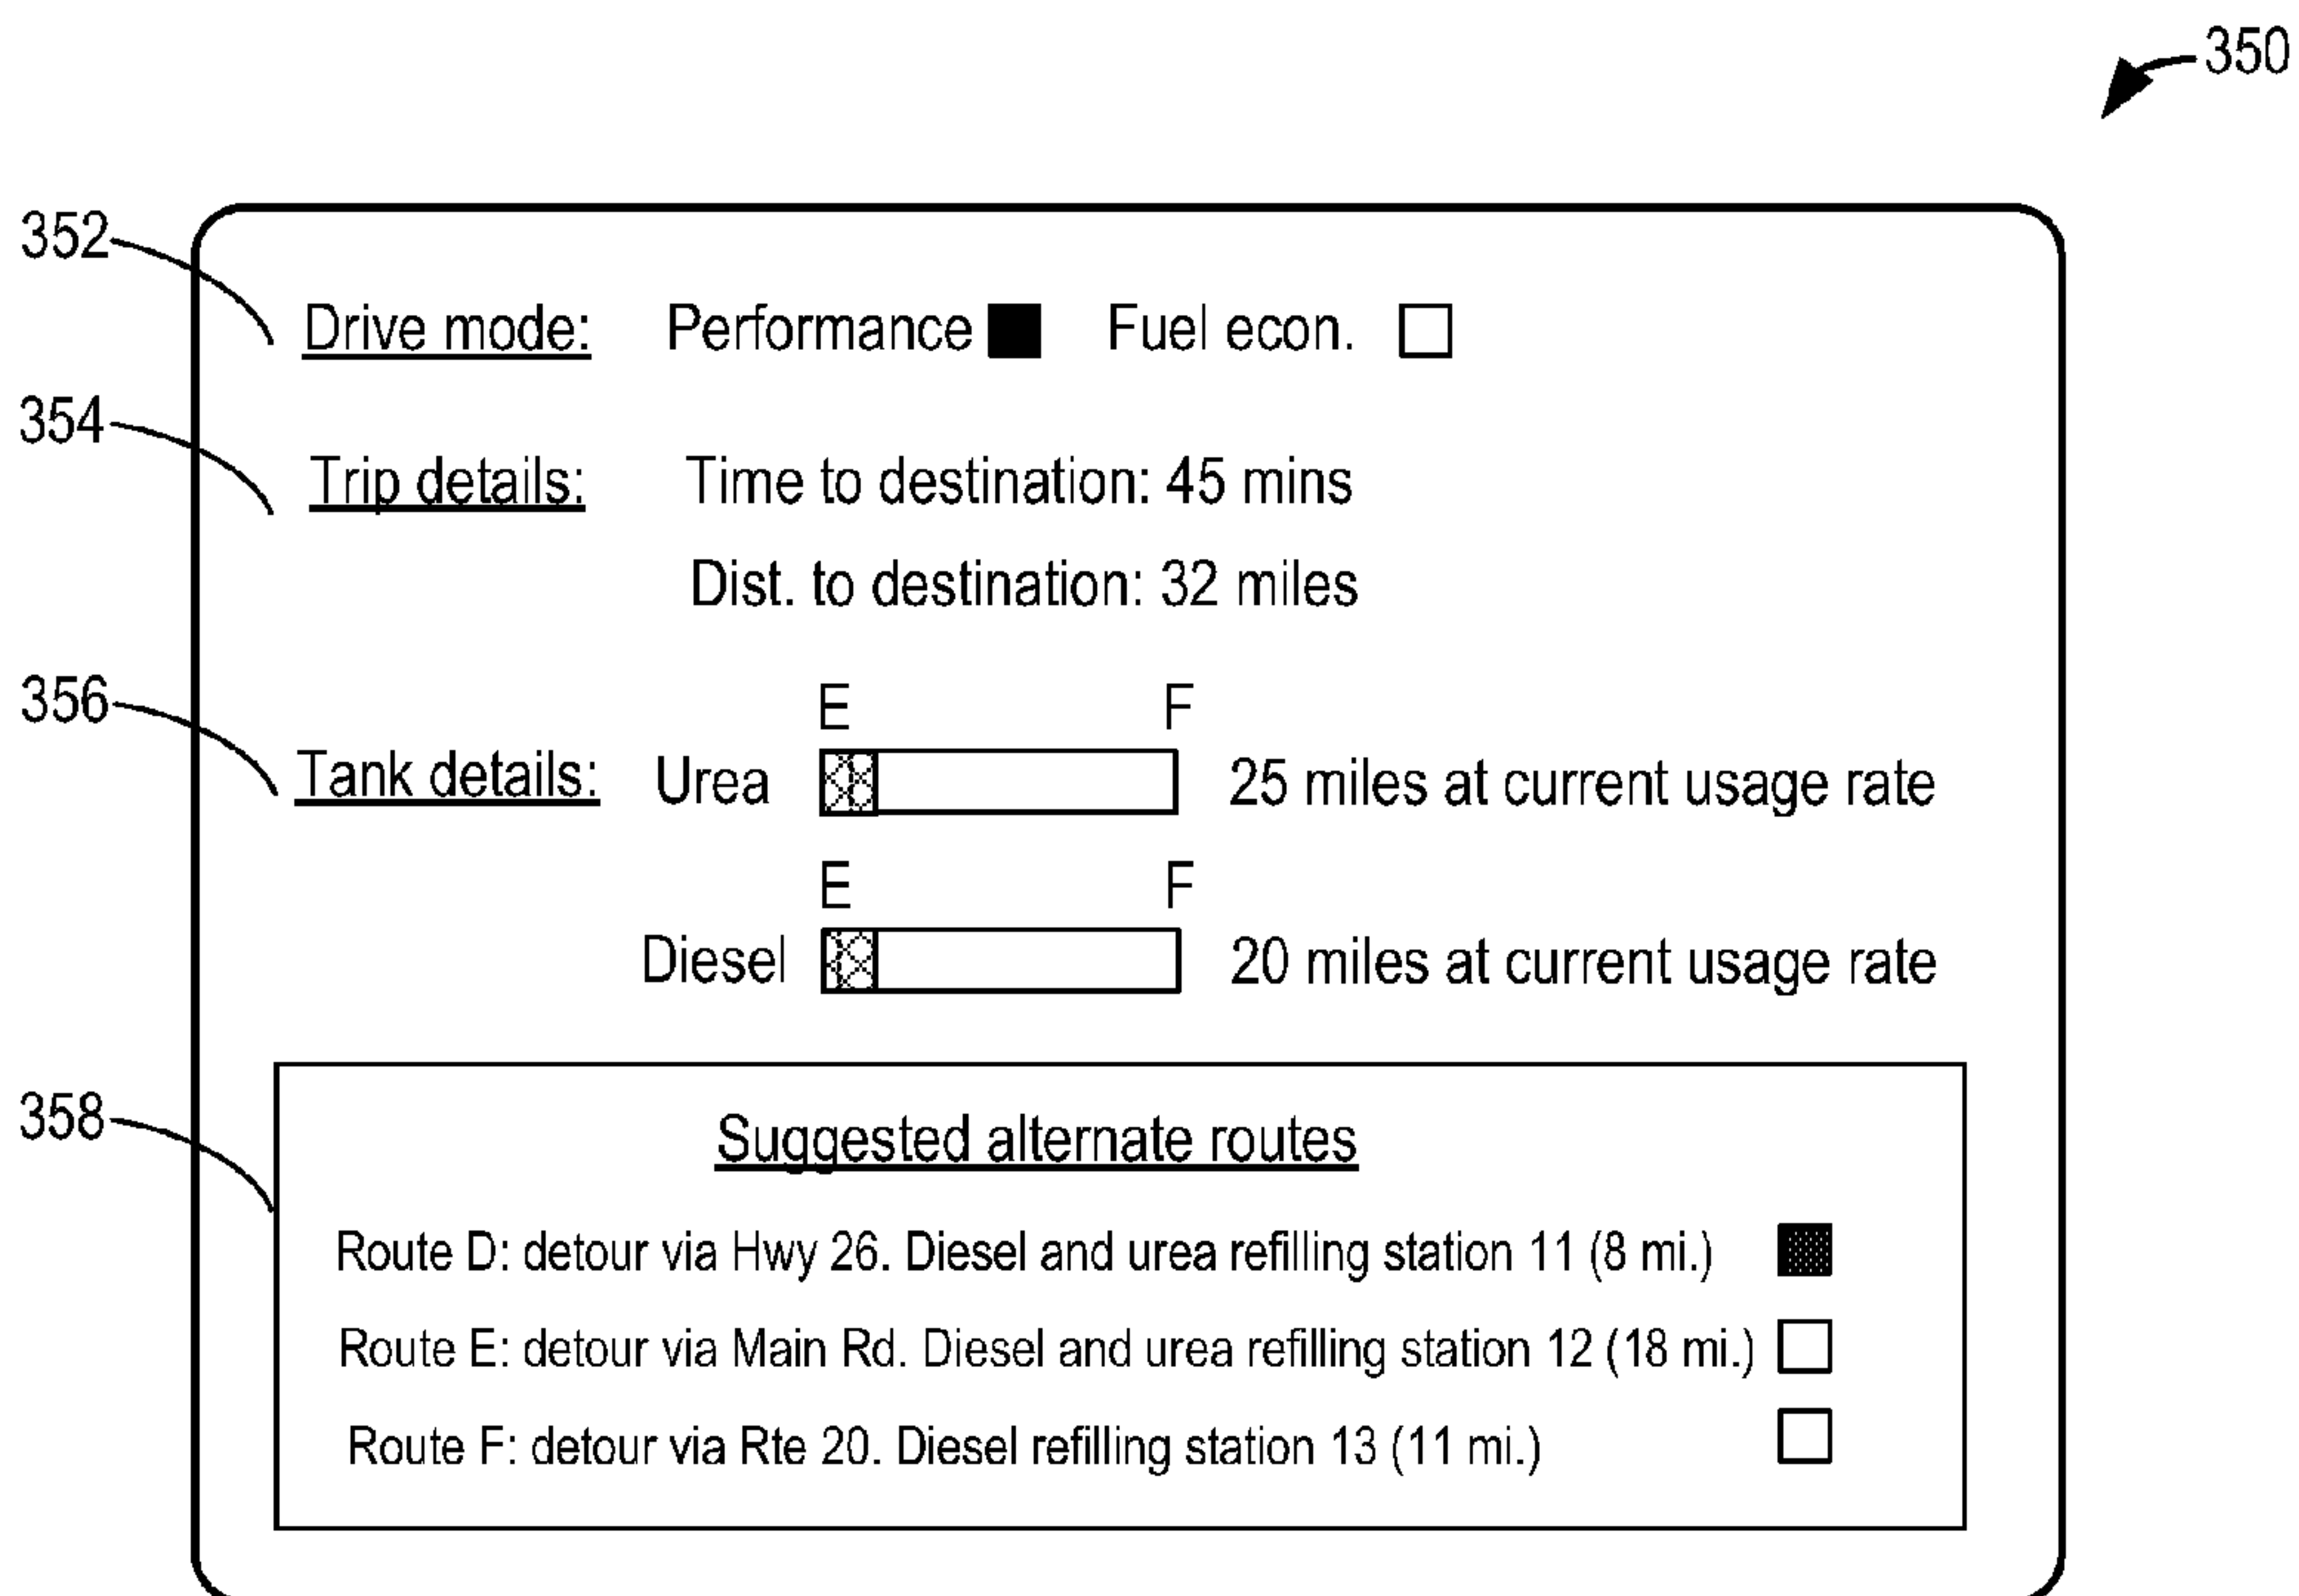 350
352
Drive mode: Performance Fuel econ.
354
Trip details: Time to destination: 45 mins
Dist. to destination: 32 miles
356
E F
Tank details: Urea 25 miles at current usage rate
E F
Diesel 20 miles at current usage rate
358
Suggested alternate routes
Route D: detour via Hwy 26. Diesel and urea refilling station 11 (8 mi.)
Route E: detour via Main Rd. Diesel and urea refilling station 12 (18 mi.)
Route F: detour via Rte 20. Diesel refilling station 13 (11 mi.)